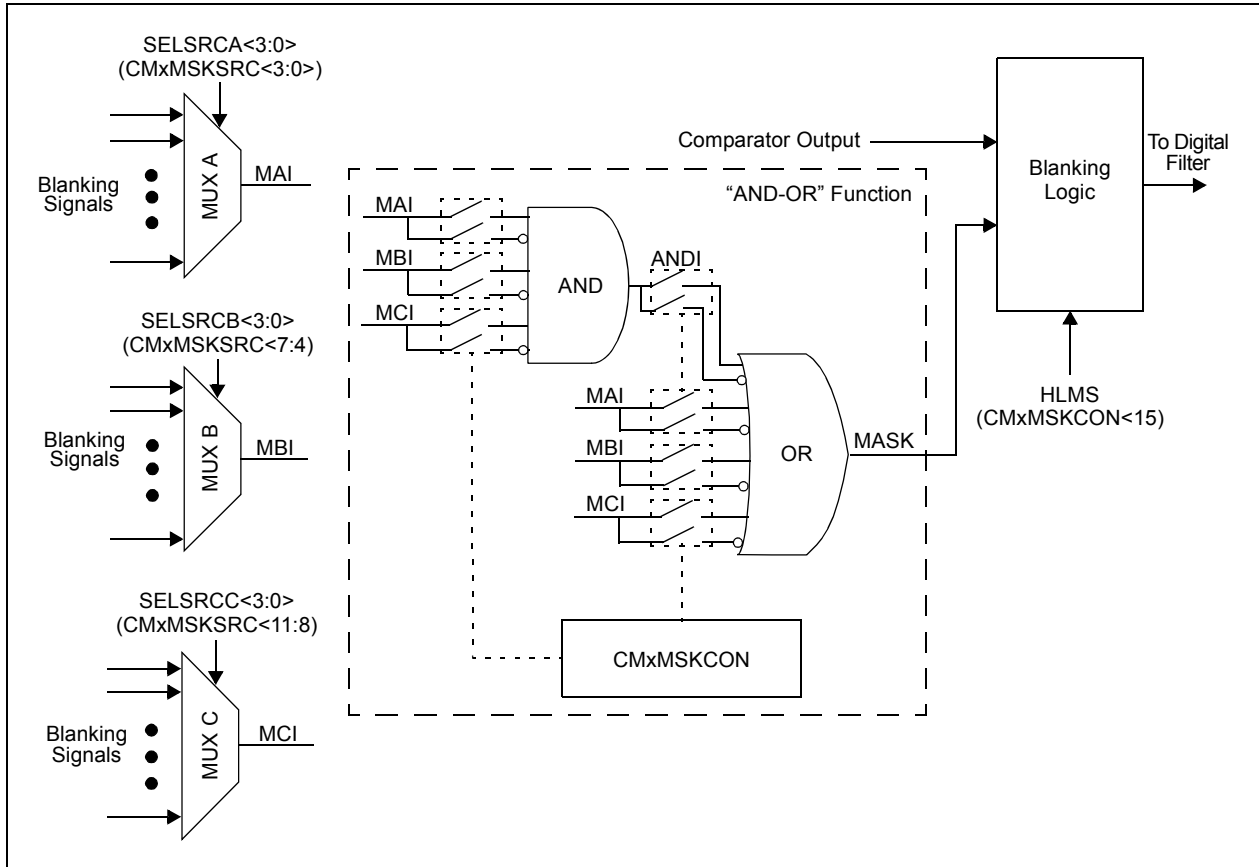 SELSRCA<3:0>
(CMxMSKSRC<3:0>)
Blanking
Signals
MUX A
MAI
SELSRCB<3:0>
(CMxMSKSRC<7:4)
Blanking
Signals
MUX B
MBI
SELSRCC<3:0>
(CMxMSKSRC<11:8)
Blanking
Signals
MUX C
MCI
Comparator Output
"AND-OR" Function
MAI
MBI
MCI
AND
ANDI
MAI
MBI
MCI
OR
MASK
CMxMSKCON
Blanking
Logic
To Digital
Filter
HLMS
(CMxMSKCON<15)